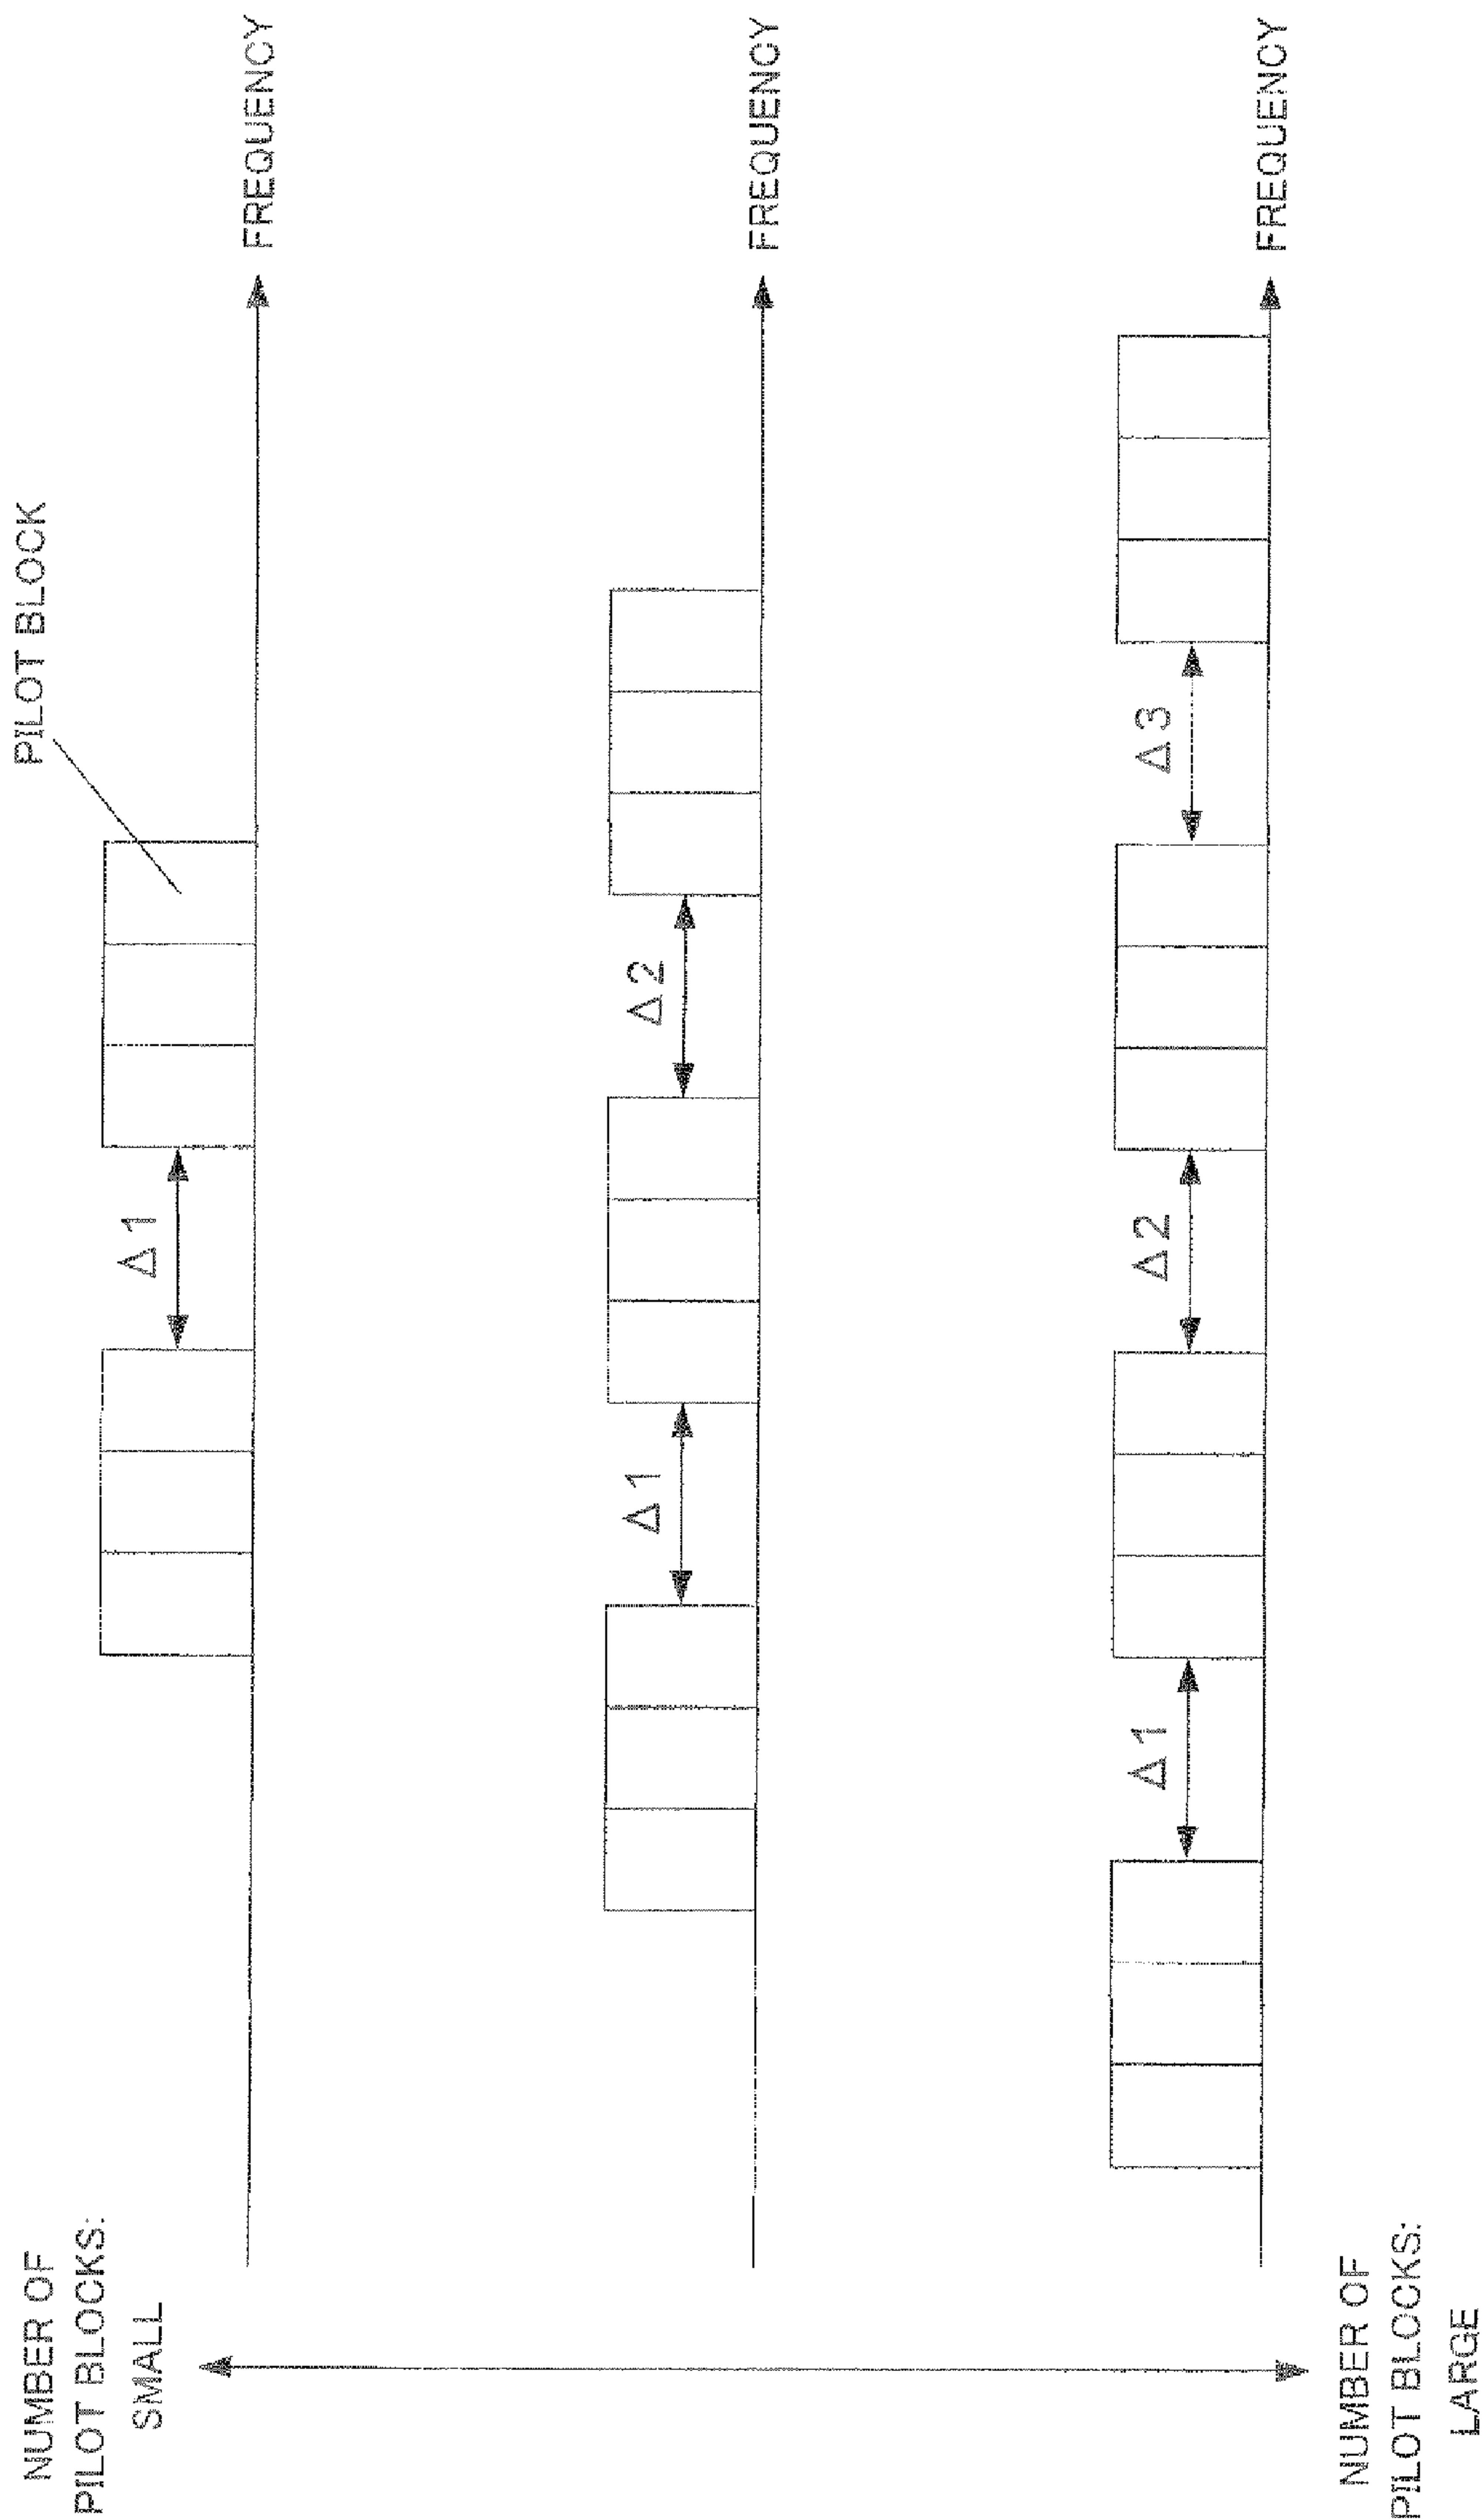 NUMBER OF
PILOT BLOCKS:
SMALL
PILOT BLOCK
Δ1
FREQUENCY
Δ1
Δ2
FREQUENCY
Δ1
Δ2
Δ3
FREQUENCY
NUMBER OF
PILOT BLOCKS:
LARGE